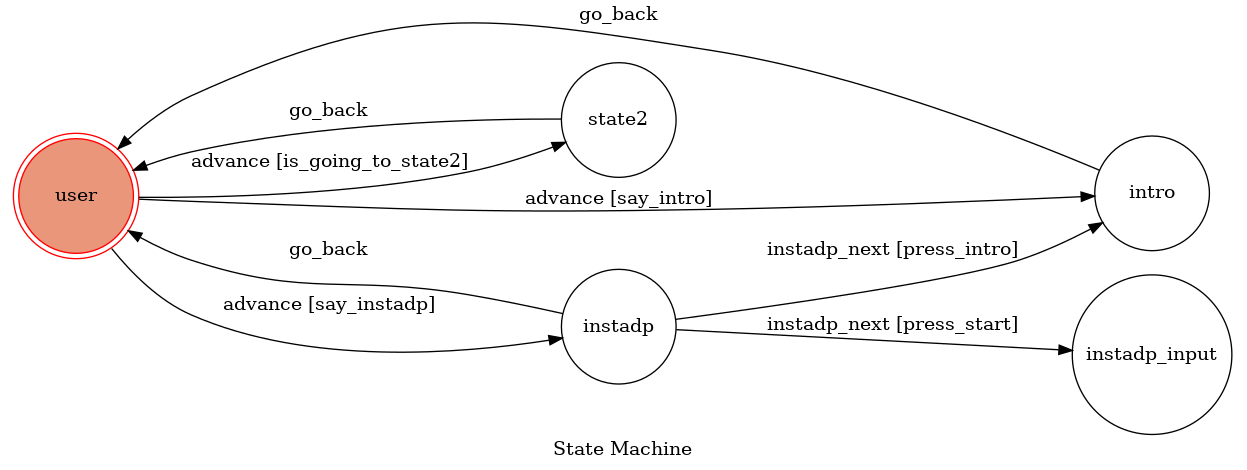 go_back
go_back
state2
advance [is_going_to_state2]
user
intro
advance [say_intro]
go_back
instadp_next [press_intro]
advance [say_instadp]
instadp
instadp_next [press_start]
instadp_input
State Machine